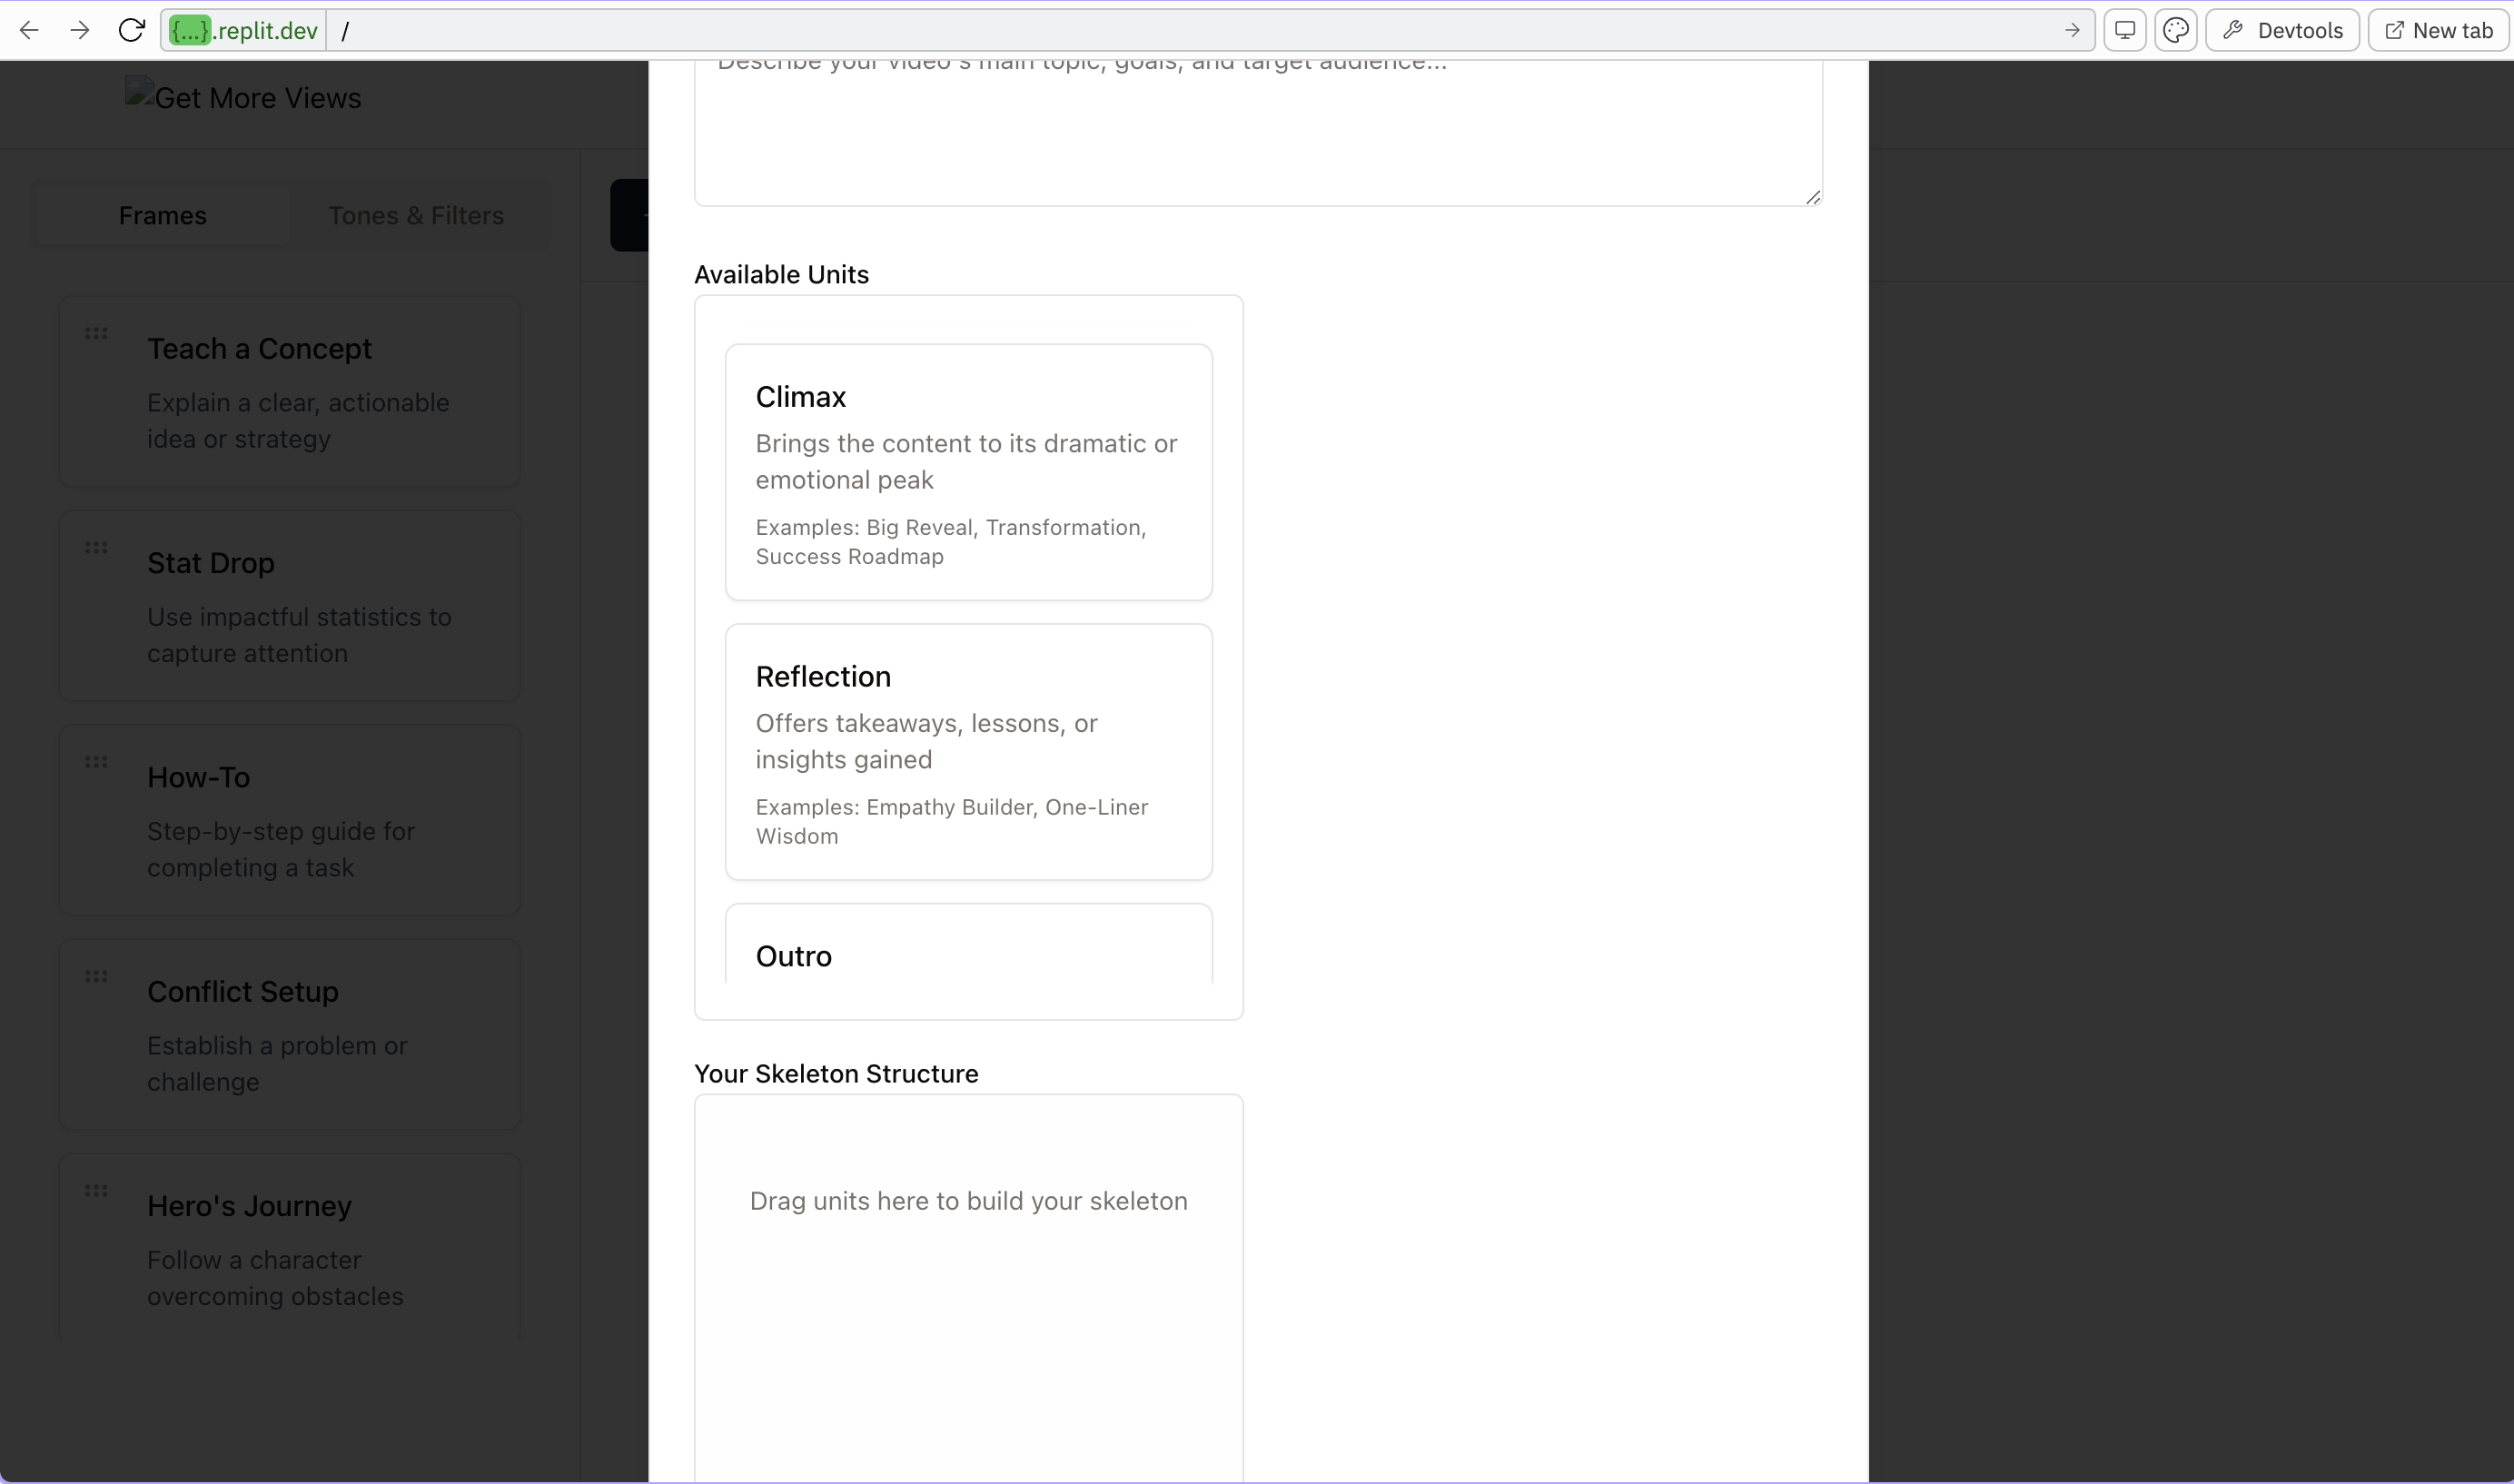 {...}.replit.dev
/
Devtools
New tab
Get More Views
Frames
Tones & Filters
Teach a Concept
Explain a clear, actionable
idea or strategy
Stat Drop
Use impactful statistics to
capture attention
How-To
Step-by-step guide for
completing a task
Conflict Setup
Establish a problem or
challenge
Hero's Journey
Follow a character
overcoming obstacles
Describe your video's main topic, goals, and target audience...
Available Units
Climax
Brings the content to its dramatic or
emotional peak
Examples: Big Reveal, Transformation,
Success Roadmap
Reflection
Offers takeaways, lessons, or
insights gained
Examples: Empathy Builder, One-Liner
Wisdom
Outro
Your Skeleton Structure
Drag units here to build your skeleton